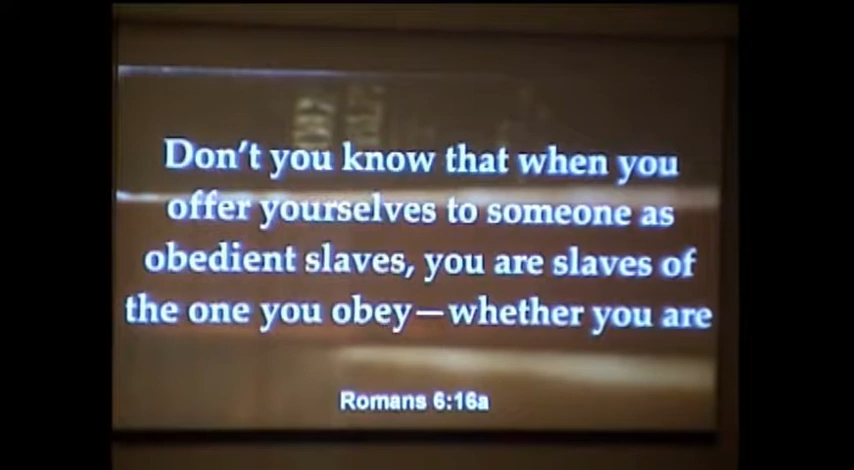 Don't you know that when you
offer yourselves to someone as
obedient slaves, you are slaves of
the one you obey—whether you are
Romans 6:16a